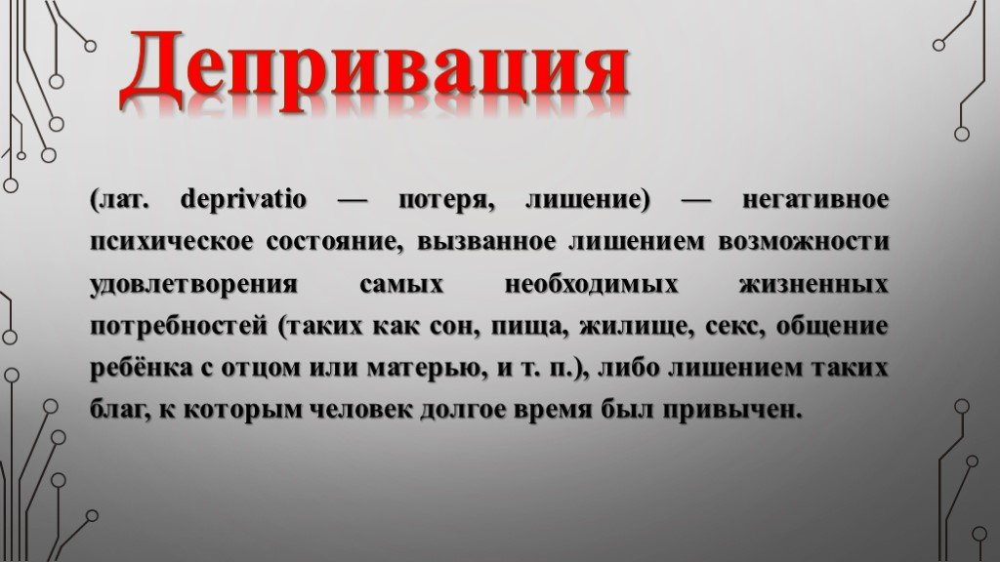 Депривация
(лат. deprivatio — потеря, лишение) — негативное
психическое состояние, вызванное лишением возможности
удовлетворения самых необходимых жизненных
потребностей (таких как сон, пища, жилище, секс, общение
ребёнка с отцом или матерью, и т. п.), либо лишением таких
благ, к которым человек долгое время был привычен.